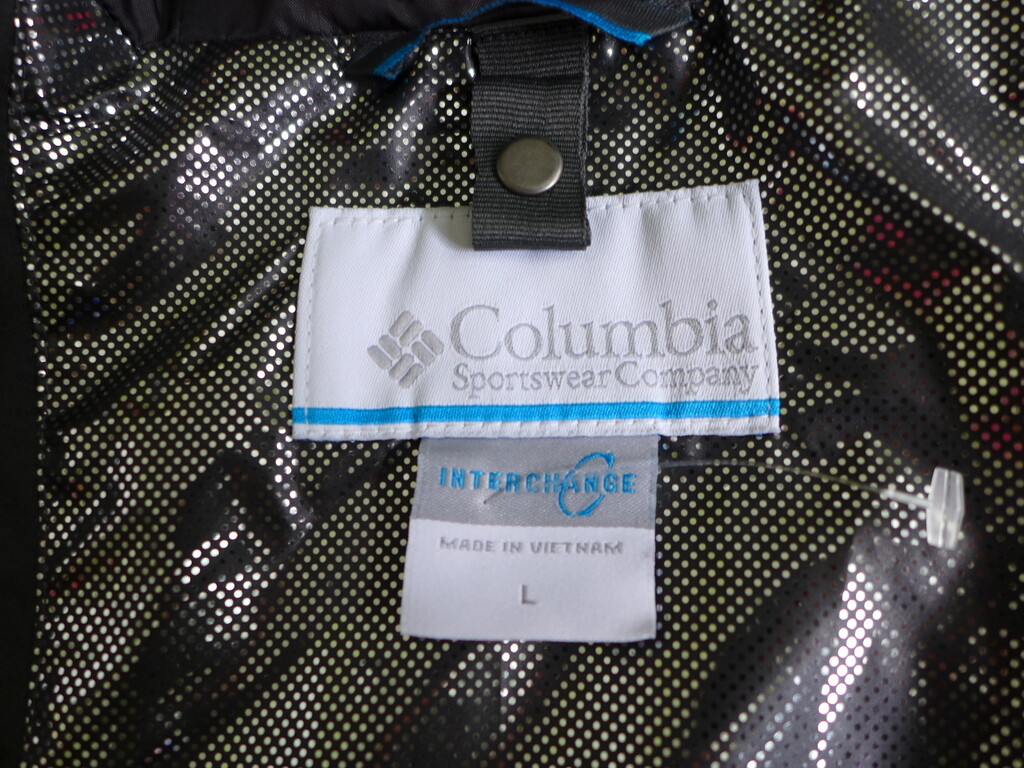 Columbia
Sportswear Company
INTERCHANGE
MADE IN VIETNAM
L